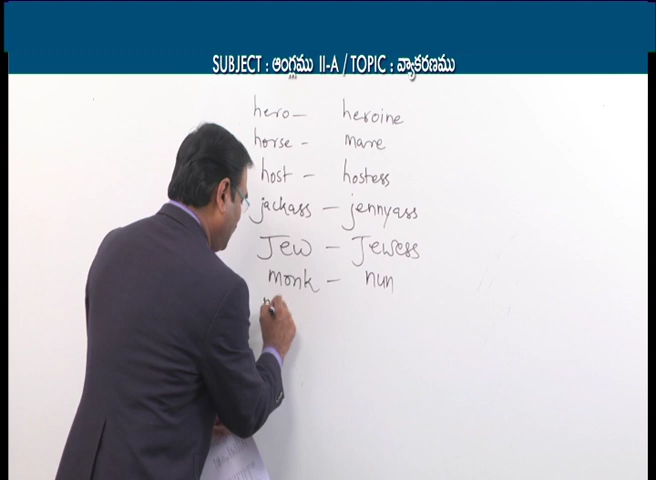 SUBJECT : ఆంగ్లము II-A / TOPIC : వ్యాకరణము
hero - heroine
horse - mare
host - hostess
jackass - jennyass
Jew - Jewess
monk - nun